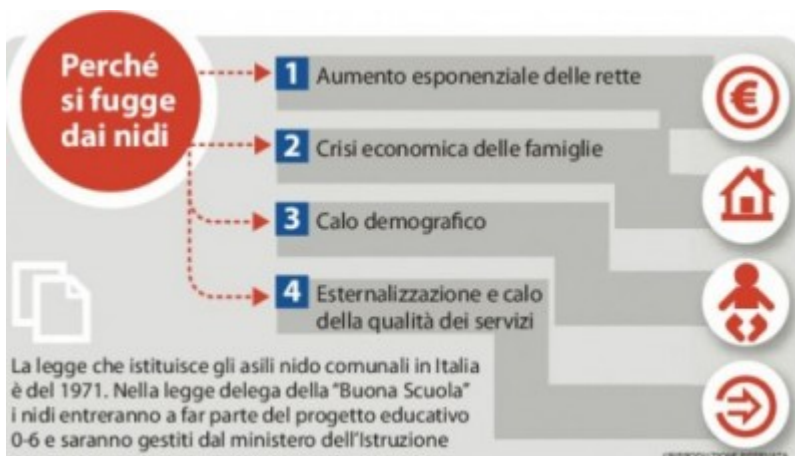 Perché
si fugge
dai nidi
1 Aumento esponenziale delle rette
2 Crisi economica delle famiglie
3 Calo demografico
4 Esternalizzazione e calo
della qualità dei servizi
La legge che istituisce gli asili nido comunali in Italia
è del 1971. Nella legge delega della "Buona Scuola"
i nidi entreranno a far parte del progetto educativo
0-6 e saranno gestiti dal ministero dell'Istruzione